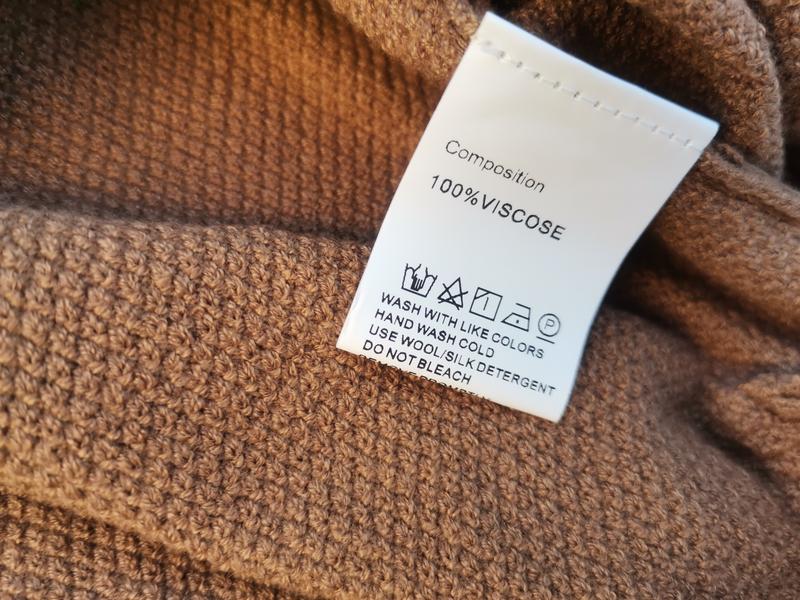 Composition
100%VISCOSE
P
WASH WITH LIKE COLORS
HAND WASH COLD
USE WOOL/SILK DETERGENT
DO NOT BLEACH